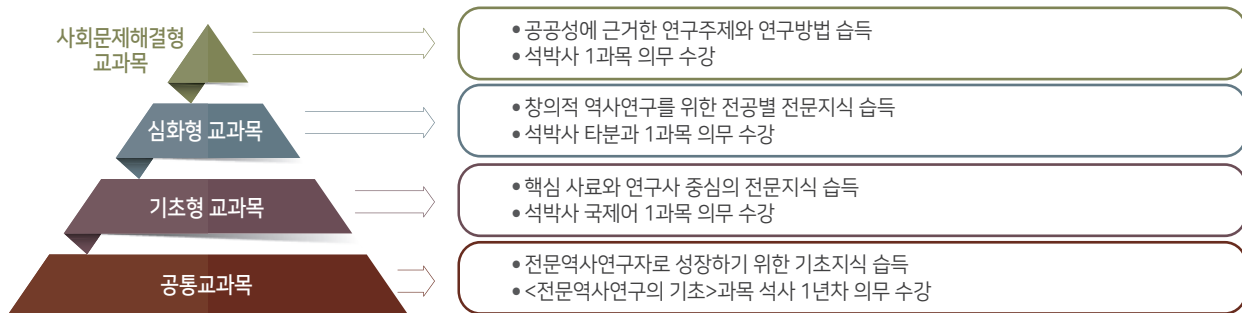 사회문제해결형
교과목
• 공공성에 근거한 연구주제와 연구방법 습득
• 석박사 1과목 의무 수강
심화형 교과목
• 창의적 역사연구를 위한 전공별 전문지식 습득
• 석박사 타분과 1과목 의무 수강
기초형 교과목
• 핵심 사료와 연구사 중심의 전문지식 습득
• 석박사 국제어 1과목 의무 수강
공통교과목
• 전문역사연구자로 성장하기 위한 기초지식 습득
• <전문역사연구의 기초>과목 석사 1년차 의무 수강